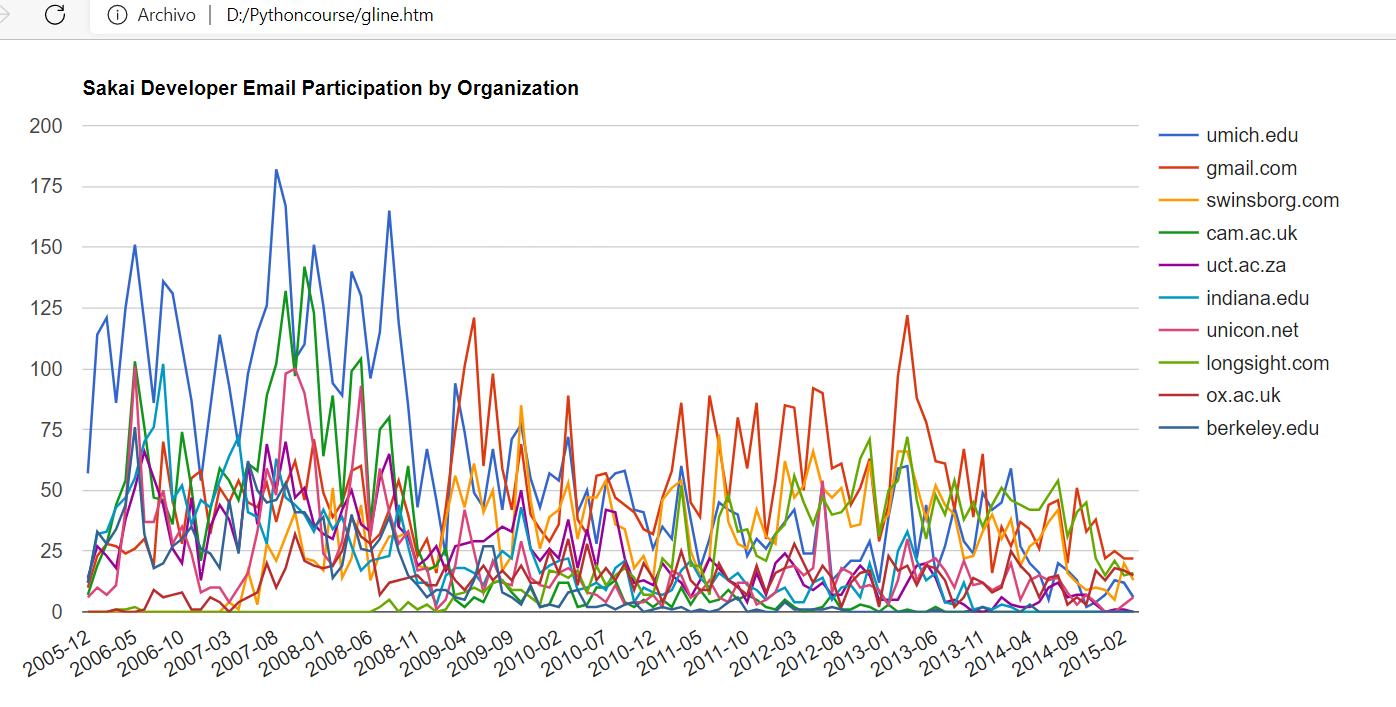 Archivo | D:/Pythoncourse/gline.htm
Sakai Developer Email Participation by Organization
200
175
150
125
100
75
50
25
0
umich.edu
gmail.com
swinsborg.com
cam.ac.uk
uct.ac.za
indiana.edu
unicon.net
longsight.com
ox.ac.uk
berkeley.edu
2005-12
2006-05
2006-10
2007-03
2007-08
2008-01
2008-06
2008-11
2009-04
2009-09
2010-02
2010-07
2010-12
2011-05
2011-10
2012-03
2012-08
2013-01
2013-06
2013-11
2014-04
2014-09
2015-02